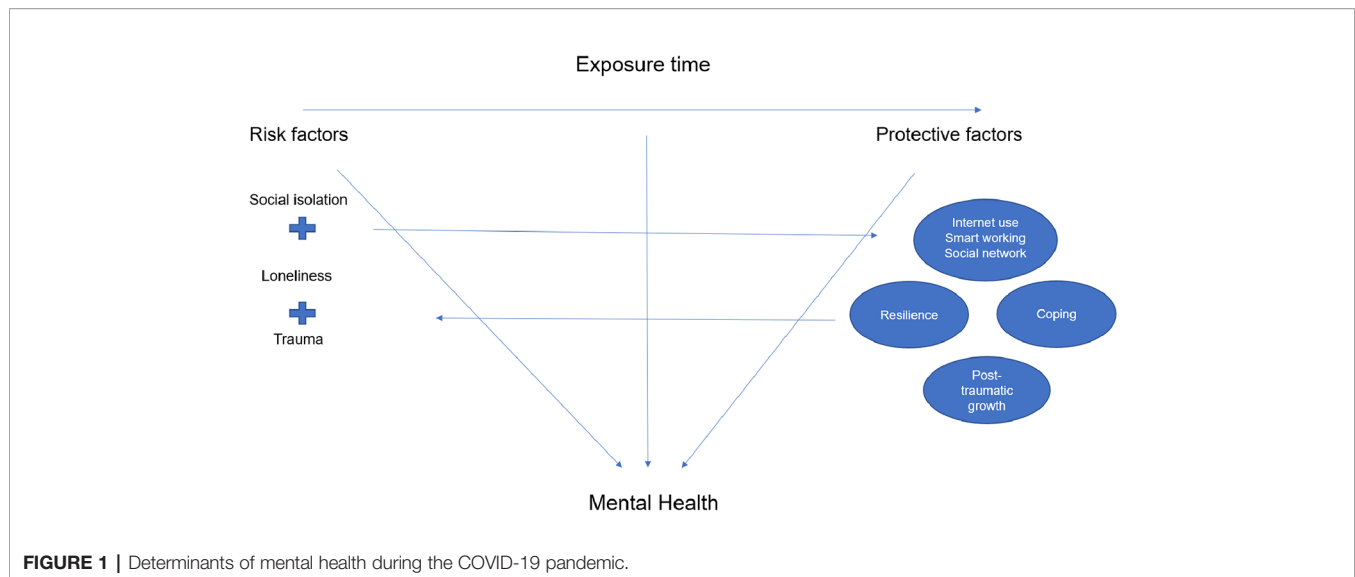 Exposure time
Risk factors
Protective factors
Social isolation
Loneliness
Trauma
Internet use
Smart working
Social network
Resilience
Coping
Post-
traumatic
growth
Mental Health
FIGURE 1 | Determinants of mental health during the COVID-19 pandemic.